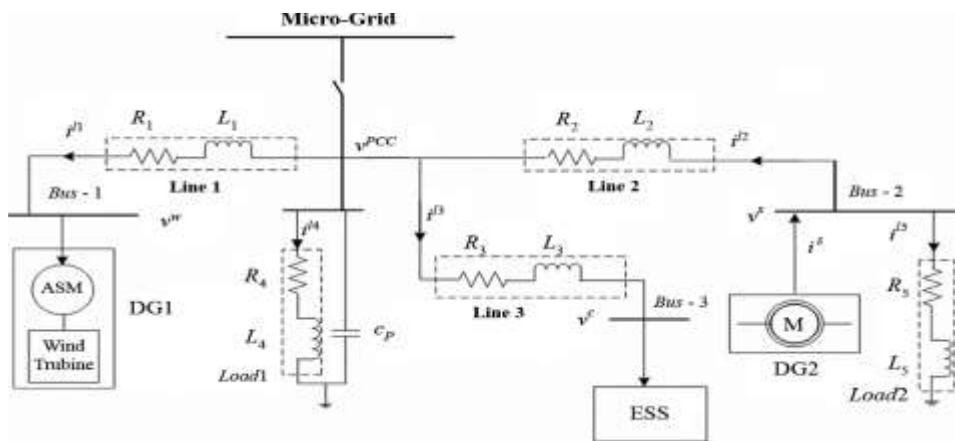 Micro-Grid
R₁
L₁
R₂
L₂
i^{l1}
v^{PCC}
i^{l2}
Line 1
Line 2
Bus - 1
Bus - 2
v^w
v^s
i^{l4}
i^{l3}
i^s
i^{l5}
R₃
L₃
R₄
R₅
ASM
DG1
Line 3
Bus - 3
M
L₄
c_P
v^c
Wind
Trubine
DG2
L₅
Load1
Load2
ESS